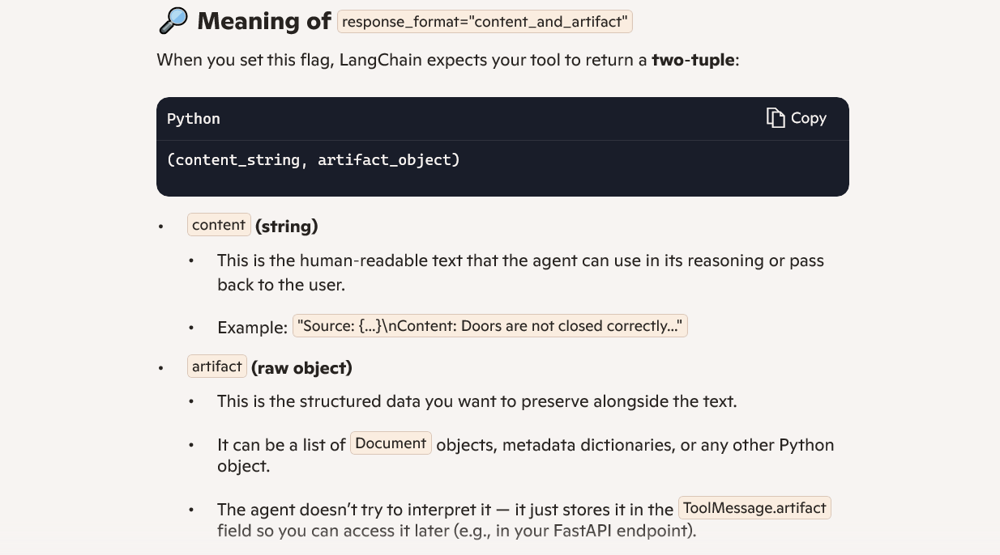 🔎 Meaning of response_format="content_and_artifact"
When you set this flag, LangChain expects your tool to return a two-tuple:
Python
Copy
(content_string, artifact_object)
• content (string)
• This is the human-readable text that the agent can use in its reasoning or pass
back to the user.
• Example: "Source: {...}\nContent: Doors are not closed correctly..."
• artifact (raw object)
• This is the structured data you want to preserve alongside the text.
• It can be a list of Document objects, metadata dictionaries, or any other Python
object.
• The agent doesn’t try to interpret it — it just stores it in the ToolMessage.artifact
field so you can access it later (e.g., in your FastAPI endpoint).